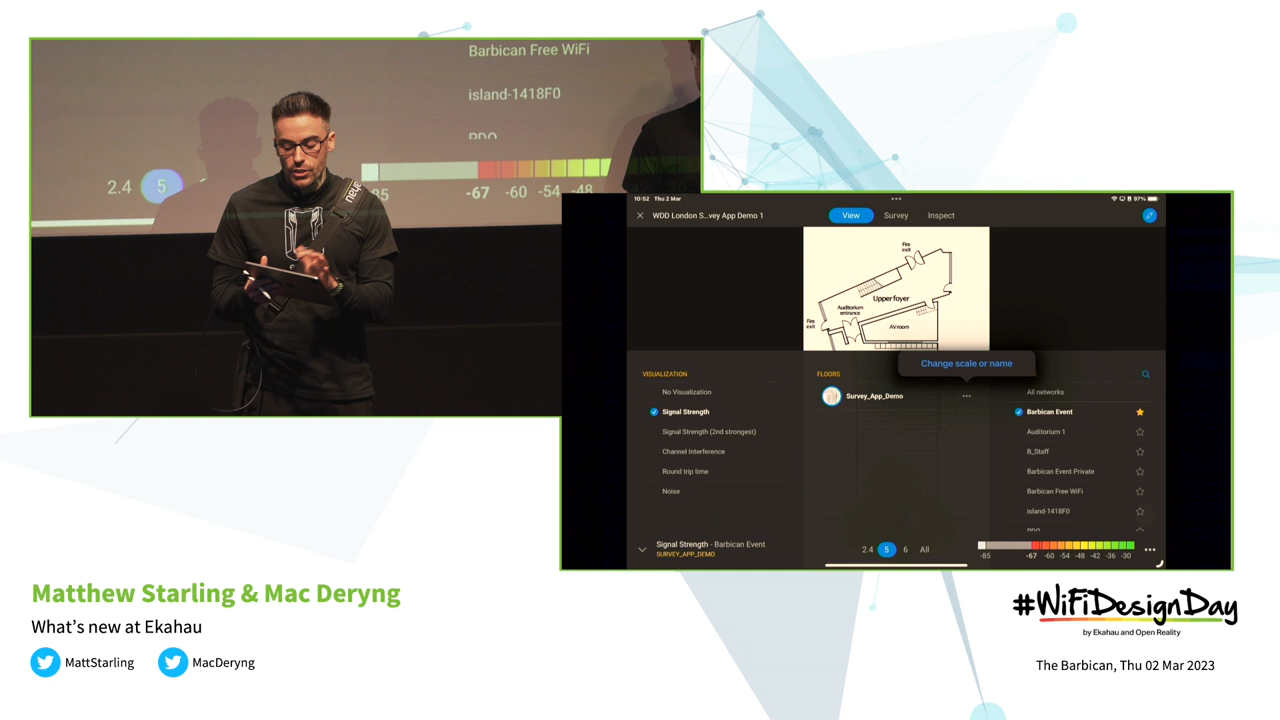 Barbican Free WiFi
island-1418F0
PDO
2.4 5
85 -67 -60 -54 -48
10:52 Thu 2 Mar
97%
WDD London S...vey App Demo 1
View Survey Inspect
Fire exit
Upper foyer
Auditorium entrance
Fire exit
AV room
Change scale or name
VISUALIZATION
No Visualization
Signal Strength
Signal Strength (2nd strongest)
Channel Interference
Round trip time
Noise
FLOORS
Survey_App_Demo
All networks
Barbican Event
Auditorium 1
B_Staff
Barbican Event Private
Barbican Free WiFi
island-1418F0
PDO
Signal Strength - Barbican Event
SURVEY_APP_DEMO
2.4 5 6 All
-85 -67 -60 -54 -48 -42 -36 -30
Matthew Starling & Mac Deryng
What's new at Ekahau
MattStarling MacDeryng
#WiFiDesignDay
by Ekahau and Open Reality
The Barbican, Thu 02 Mar 2023